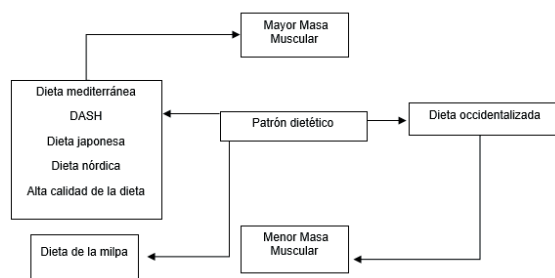 Mayor Masa
Muscular
Dieta mediterránea
DASH
Dieta japonesa
Dieta nórdica
Alta calidad de la dieta
Patrón dietético
Dieta occidentalizada
Dieta de la milpa
Menor Masa
Muscular